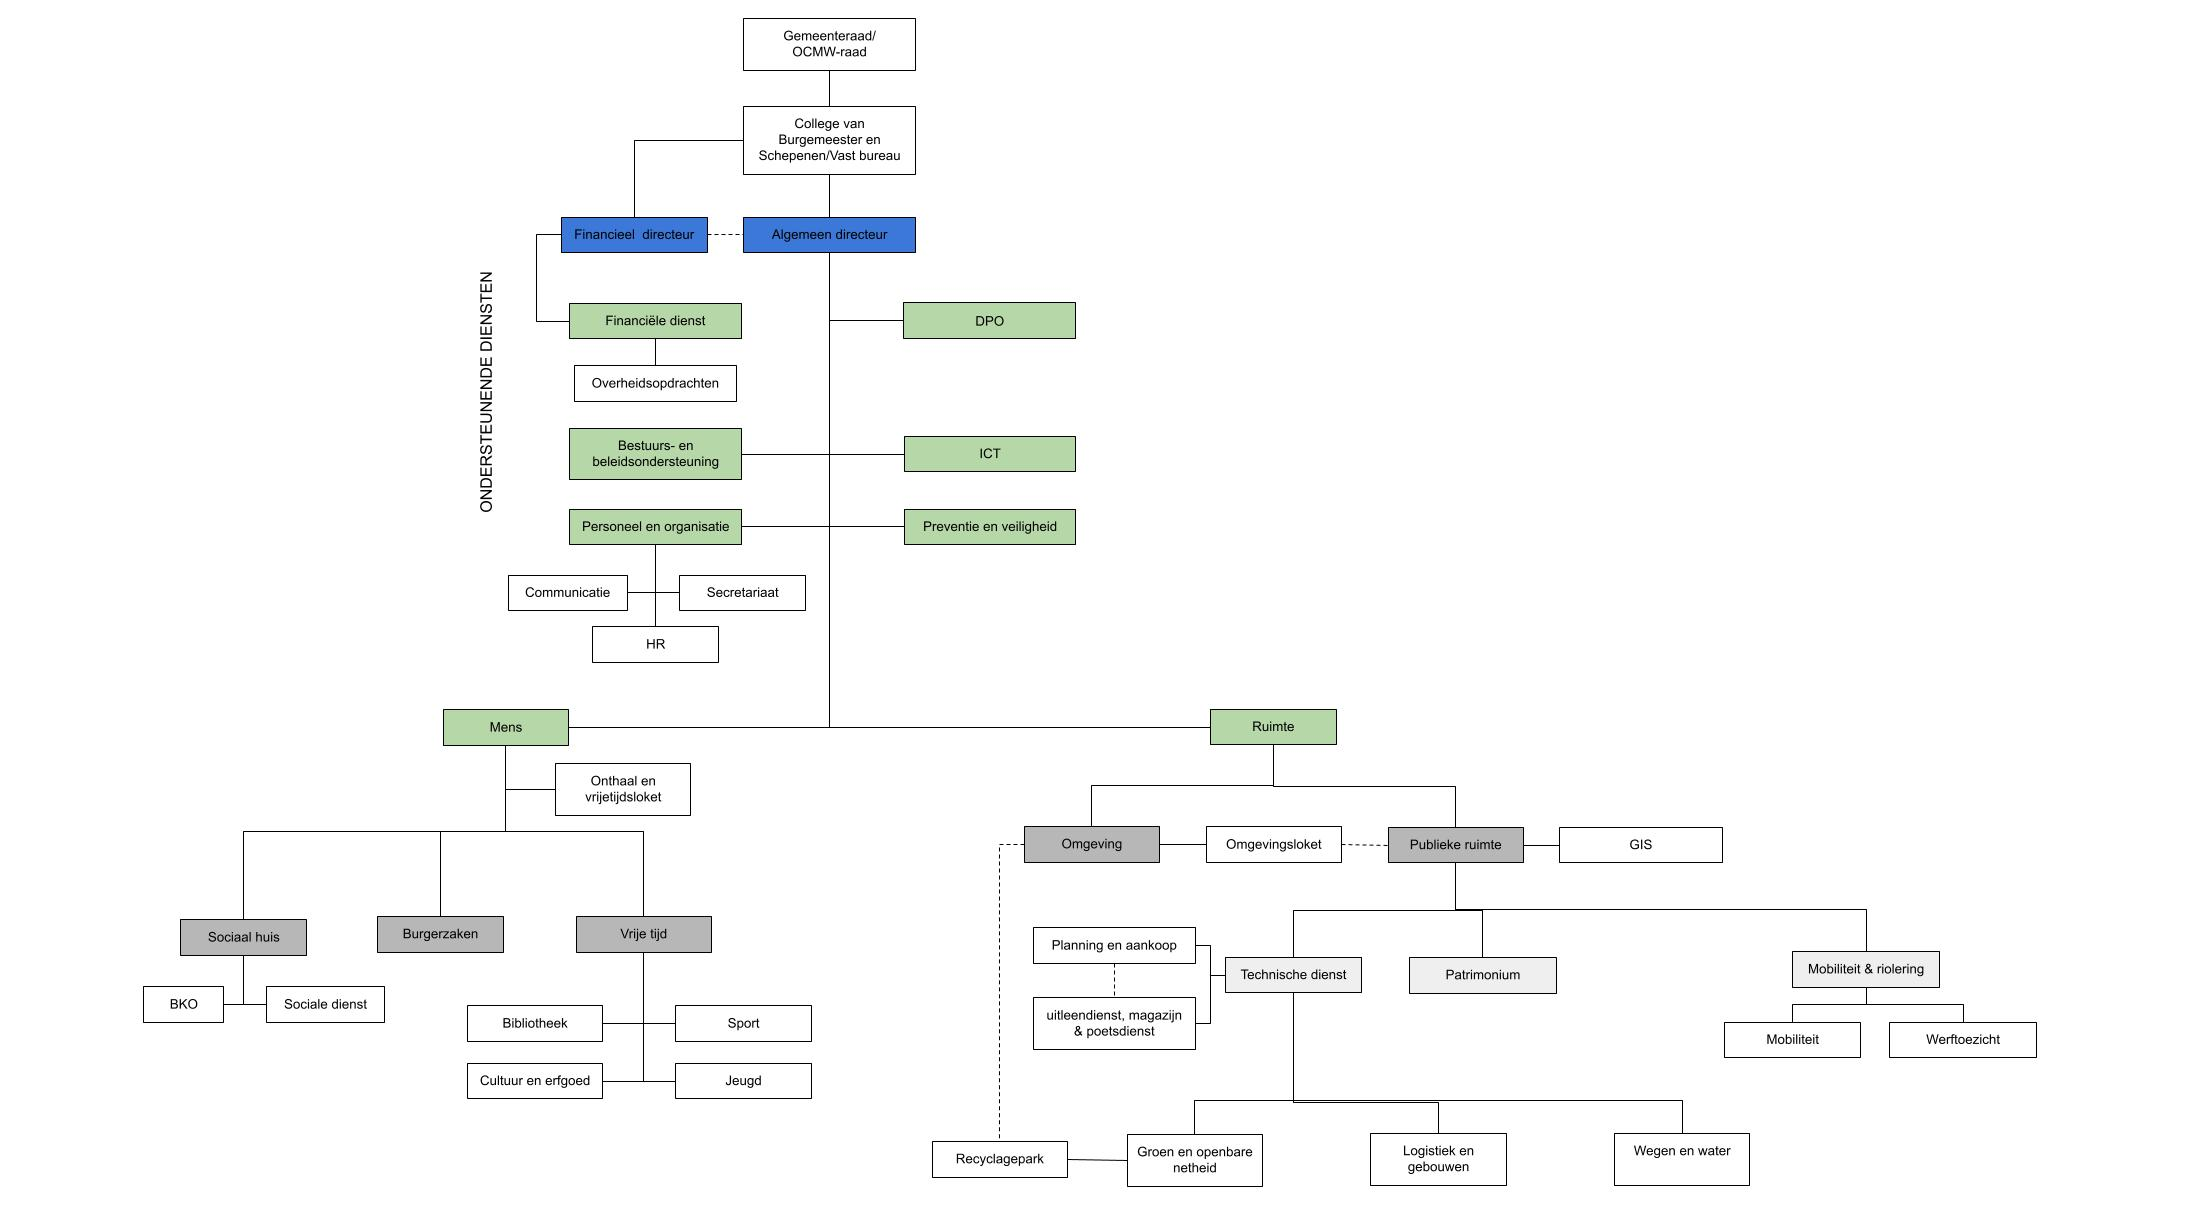 Gemeenteraad/
OCMW-raad
College van
Burgemeester en
Schepenen/Vast bureau
Financieel  directeur
Algemeen directeur
ONDERSTEUNENDE DIENSTEN
Financiële dienst
DPO
Overheidsopdrachten
Bestuurs- en
beleidsondersteuning
ICT
Personeel en organisatie
Preventie en veiligheid
Communicatie
Secretariaat
HR
Mens
Ruimte
Onthaal en
vrijetijdsloket
Omgeving
Omgevingsloket
Publieke ruimte
GIS
Sociaal huis
Burgerzaken
Vrije tijd
BKO
Sociale dienst
Bibliotheek
Sport
Cultuur en erfgoed
Jeugd
Planning en aankoop
uitleendienst, magazijn
& poetsdienst
Technische dienst
Patrimonium
Mobiliteit & riolering
Mobiliteit
Werftoezicht
Recyclagepark
Groen en openbare
netheid
Logistiek en
gebouwen
Wegen en water